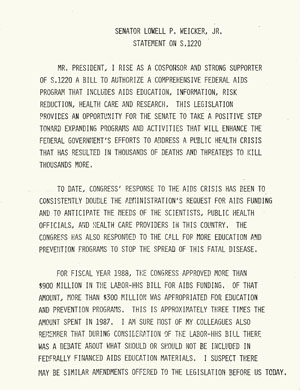 SENATOR LOWELL P. WEICKER, JR.
STATEMENT ON S.1220
MR. PRESIDENT, I RISE AS A COSPONSOR AND STRONG SUPPORTER
OF S.1220 A BILL TO AUTHORIZE A COMPREHENSIVE FEDERAL AIDS
PROGRAM THAT INCLUDES AIDS EDUCATION, INFORMATION, RISK
REDUCTION, HEALTH CARE AND RESEARCH. THIS LEGISLATION
PROVIDES AN OPPORTUNITY FOR THE SENATE TO TAKE A POSITIVE STEP
TOWARD EXPANDING PROGRAMS AND ACTIVITIES THAT WILL ENHANCE THE
FEDERAL GOVERNMENT'S EFFORTS TO ADDRESS A PUBLIC HEALTH CRISIS
THAT HAS RESULTED IN THOUSANDS OF DEATHS AND THREATENS TO KILL
THOUSANDS MORE.
TO DATE, CONGRESS' RESPONSE TO THE AIDS CRISIS HAS BEEN TO
CONSISTENTLY DOUBLE THE ADMINISTRATION'S REQUEST FOR AIDS FUNDING
AND TO ANTICIPATE THE NEEDS OF THE SCIENTISTS, PUBLIC HEALTH
OFFICIALS, AND HEALTH CARE PROVIDERS IN THIS COUNTRY. THE
CONGRESS HAS ALSO RESPONDED TO THE CALL FOR MORE EDUCATION AND
PREVENTION PROGRAMS TO STOP THE SPREAD OF THIS FATAL DISEASE.
FOR FISCAL YEAR 1988, THE CONGRESS APPROVED MORE THAN
$900 MILLION IN THE LABOR-HHS BILL FOR AIDS FUNDING. OF THAT
AMOUNT, MORE THAN $300 MILLION WAS APPROPRIATED FOR EDUCATION
AND PREVENTION PROGRAMS. THIS IS APPROXIMATELY THREE TIMES THE
AMOUNT SPENT IN 1987. I AM SURE MOST OF MY COLLEAGUES ALSO
REMEMBER THAT DURING CONSIDERATION OF THE LABOR-HHS BILL THERE
WAS A DEBATE ABOUT WHAT SHOULD OR SHOULD NOT BE INCLUDED IN
FEDERALLY FINANCED AIDS EDUCATION MATERIALS. I SUSPECT THERE
MAY BE SIMILAR AMENDMENTS OFFERED TO THE LEGISLATION BEFORE US TODAY.